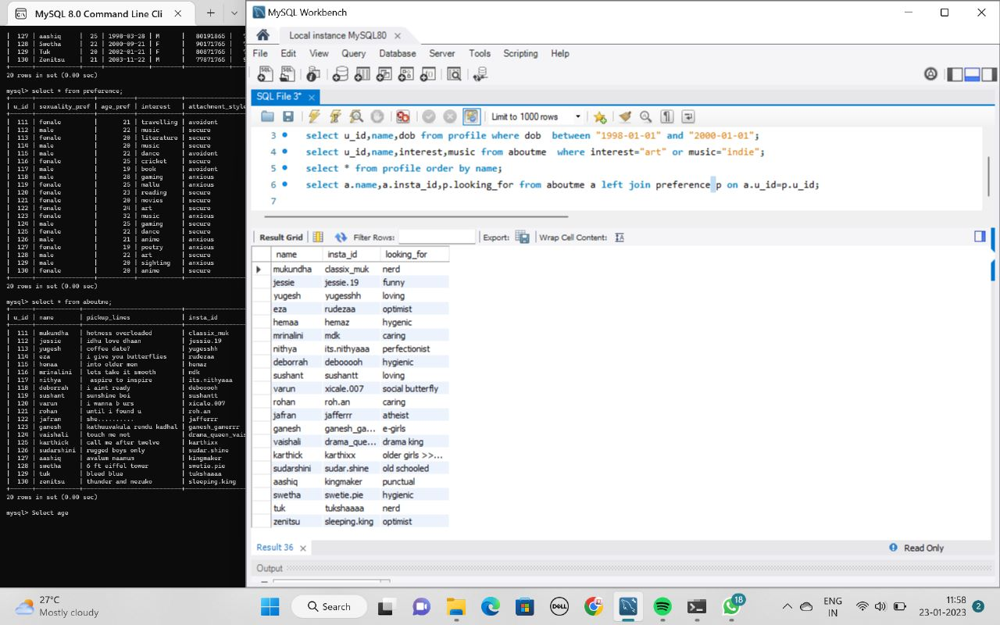 MySQL 8.0 Command Line Cli
| 127 | aashiq | 25 | 1998-03-28 | M | 80191865 |
| 128 | Swetha | 22 | 2000-09-21 | F | 90171765 |
| 129 | Tuk | 20 | 2002-01-21 | F | 80871765 |
| 130 | Zenitsu | 21 | 2003-11-22 | M | 77871765 |
20 rows in set (0.00 sec)
mysql> select * from preference;
| u_id | sexuality_pref | age_pref | interest | attachment_style
| 111 | female | 21 | travelling | avoident
| 112 | male | 22 | music | secure
| 113 | female | 20 | literature | secure
| 114 | male | 20 | music | secure
| 115 | male | 22 | dance | avoident
| 116 | female | 25 | cricket | secure
| 117 | male | 19 | book | avoident
| 118 | male | 28 | gaming | anxious
| 119 | female | 25 | mallu | anxious
| 120 | female | 23 | reading | secure
| 121 | female | 20 | movies | secure
| 122 | female | 24 | art | secure
| 123 | female | 32 | music | anxious
| 124 | male | 25 | gaming | secure
| 125 | female | 22 | dance | secure
| 126 | male | 21 | anime | anxious
| 127 | female | 19 | poetry | anxious
| 128 | male | 22 | art | secure
| 129 | male | 20 | sighting | anxious
| 130 | female | 20 | anime | secure
20 rows in set (0.00 sec)
mysql> select * from aboutme;
| u_id | name | pickup_lines | insta_id
| 111 | mukundha | hotness overloaded | classix_muk
| 112 | jessie | idhu love dhaan | jessie.19
| 113 | yugesh | coffee date? | yugesshh
| 114 | eza | i give you butterflies | rudezaa
| 115 | hemaa | into older men | hemaz
| 116 | mrinalini | lets take it smooth | mdk
| 117 | nithya | aspire to inspire | its.nithyaaa
| 118 | deborrah | i aint ready | debooooh
| 119 | sushant | sunshine boi | sushantt
| 120 | varun | i wanna b urs | xicale.007
| 121 | rohan | until i found u | roh.an
| 122 | jafran | she.......... | jafferrr
| 123 | ganesh | kathuuvakula rendu kadhal | ganesh_ganerrr
| 124 | vaishali | touch me not | drama_queen_vais
| 125 | karthick | call me after twelve | karthixx
| 126 | sudarshini | rugged boys only | sudar.shine
| 127 | aashiq | avalum naanum | kingmaker
| 128 | swetha | 6 ft eiffel tower | swetie.pie
| 129 | tuk | bleed blue | tukshaaaa
| 130 | zenitsu | thunder and nezuko | sleeping.king
20 rows in set (0.00 sec)
mysql> Select age
MySQL Workbench
Local instance MySQL80
File Edit View Query Database Server Tools Scripting Help
SQL File 3*
Limit to 1000 rows
3 select u_id,name,dob from profile where dob between "1998-01-01" and "2000-01-01";
4 select u_id,name,interest,music from aboutme where interest="art" or music="indie";
5 select * from profile order by name;
6 select a.name,a.insta_id,p.looking_for from aboutme a left join preference p on a.u_id=p.u_id;
7
Result Grid Filter Rows: Export: Wrap Cell Content:
name insta_id looking_for
mukundha classix_muk nerd
jessie jessie.19 funny
yugesh yugesshh loving
eza rudezaa optimist
hemaa hemaz hygenic
mrinalini mdk caring
nithya its.nithyaaa perfectionist
deborrah debooooh hygienic
sushant sushantt loving
varun xicale.007 social butterfly
rohan roh.an caring
jafran jafferrr atheist
ganesh ganesh_ga... e-girls
vaishali drama_que... drama king
karthick karthixx older girls >>...
sudarshini sudar.shine old schooled
aashiq kingmaker punctual
swetha swetie.pie hygienic
tuk tukshaaaa nerd
zenitsu sleeping.king optimist
Result 36
Read Only
Output
27°C
Mostly cloudy
Search
DELL
18
ENG
IN
11:58
23-01-2023
2